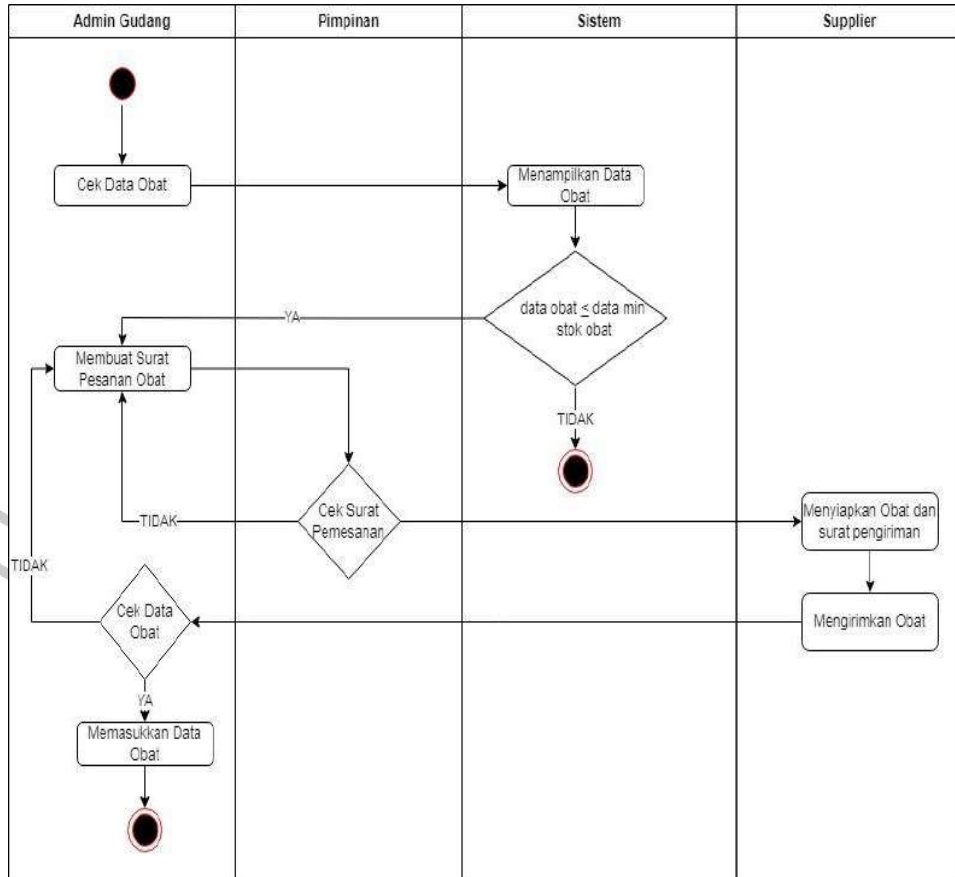 Admin Gudang
Pimpinan
Sistem
Supplier
Cek Data Obat
Menampilkan Data
Obat
data obat ≤ data min
stok obat
YA
Membuat Surat
Pesanan Obat
TIDAK
Cek Surat
Pemesanan
TIDAK
Menyiapkan Obat dan
surat pengiriman
TIDAK
Cek Data
Obat
Mengirimkan Obat
YA
Memasukkan Data
Obat